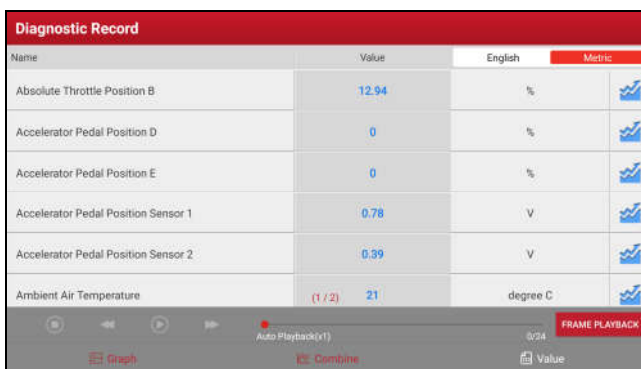 Diagnostic Record
Name Value English Metric
Absolute Throttle Position B 12.94 %
Accelerator Pedal Position D 0 %
Accelerator Pedal Position E 0 %
Accelerator Pedal Position Sensor 1 0.78 V
Accelerator Pedal Position Sensor 2 0.39 V
Ambient Air Temperature (1 / 2) 21 degree C
Auto Playback(x1) 0/24 FRAME PLAYBACK
Graph Combine Value